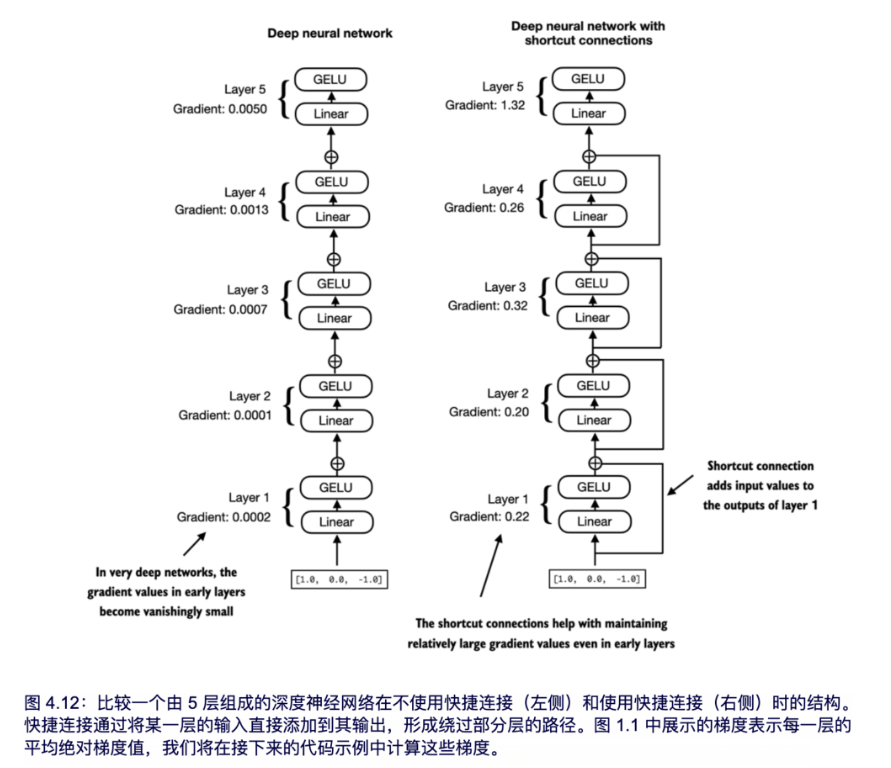 Deep neural network
Layer 5
Gradient: 0.0050
GELU
Linear
Layer 4
Gradient: 0.0013
GELU
Linear
Layer 3
Gradient: 0.0007
GELU
Linear
Layer 2
Gradient: 0.0001
GELU
Linear
Layer 1
Gradient: 0.0002
GELU
Linear
[1.0, 0.0, -1.0]
In very deep networks, the
gradient values in early layers
become vanishingly small
Deep neural network with
shortcut connections
Layer 5
Gradient: 1.32
GELU
Linear
Layer 4
Gradient: 0.26
GELU
Linear
Layer 3
Gradient: 0.32
GELU
Linear
Layer 2
Gradient: 0.20
GELU
Linear
Layer 1
Gradient: 0.22
GELU
Linear
[1.0, 0.0, -1.0]
Shortcut connection
adds input values to
the outputs of layer 1
The shortcut connections help with maintaining
relatively large gradient values even in early layers
图 4.12：比较一个由 5 层组成的深度神经网络在不使用快捷连接（左侧）和使用快捷连接（右侧）时的结构。
快捷连接通过将某一层的输入直接添加到其输出，形成绕过部分层的路径。图 1.1 中展示的梯度表示每一层的
平均绝对梯度值，我们将在接下来的代码示例中计算这些梯度。